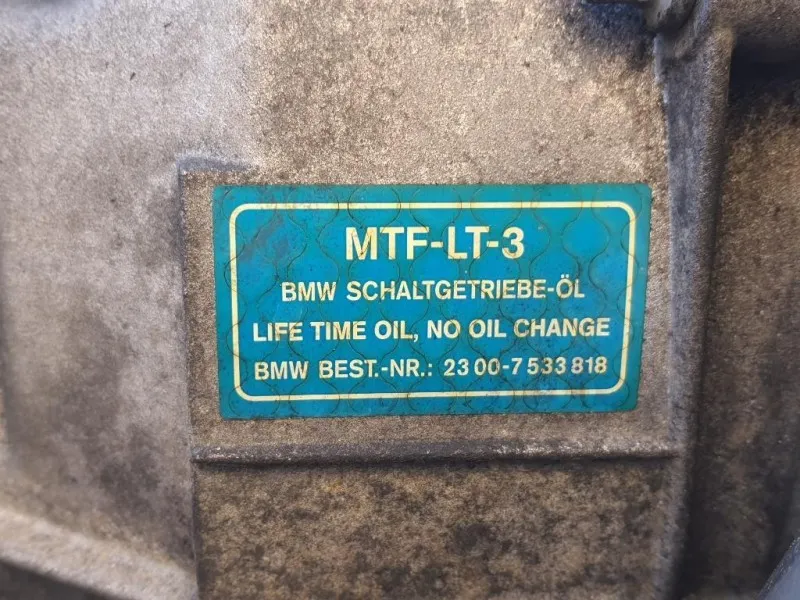 MTF-LT-3
BMW SCHALTGETRIEBE-ÖL
LIFE TIME OIL, NO OIL CHANGE
BMW BEST.-NR.: 23 00-7 533 818